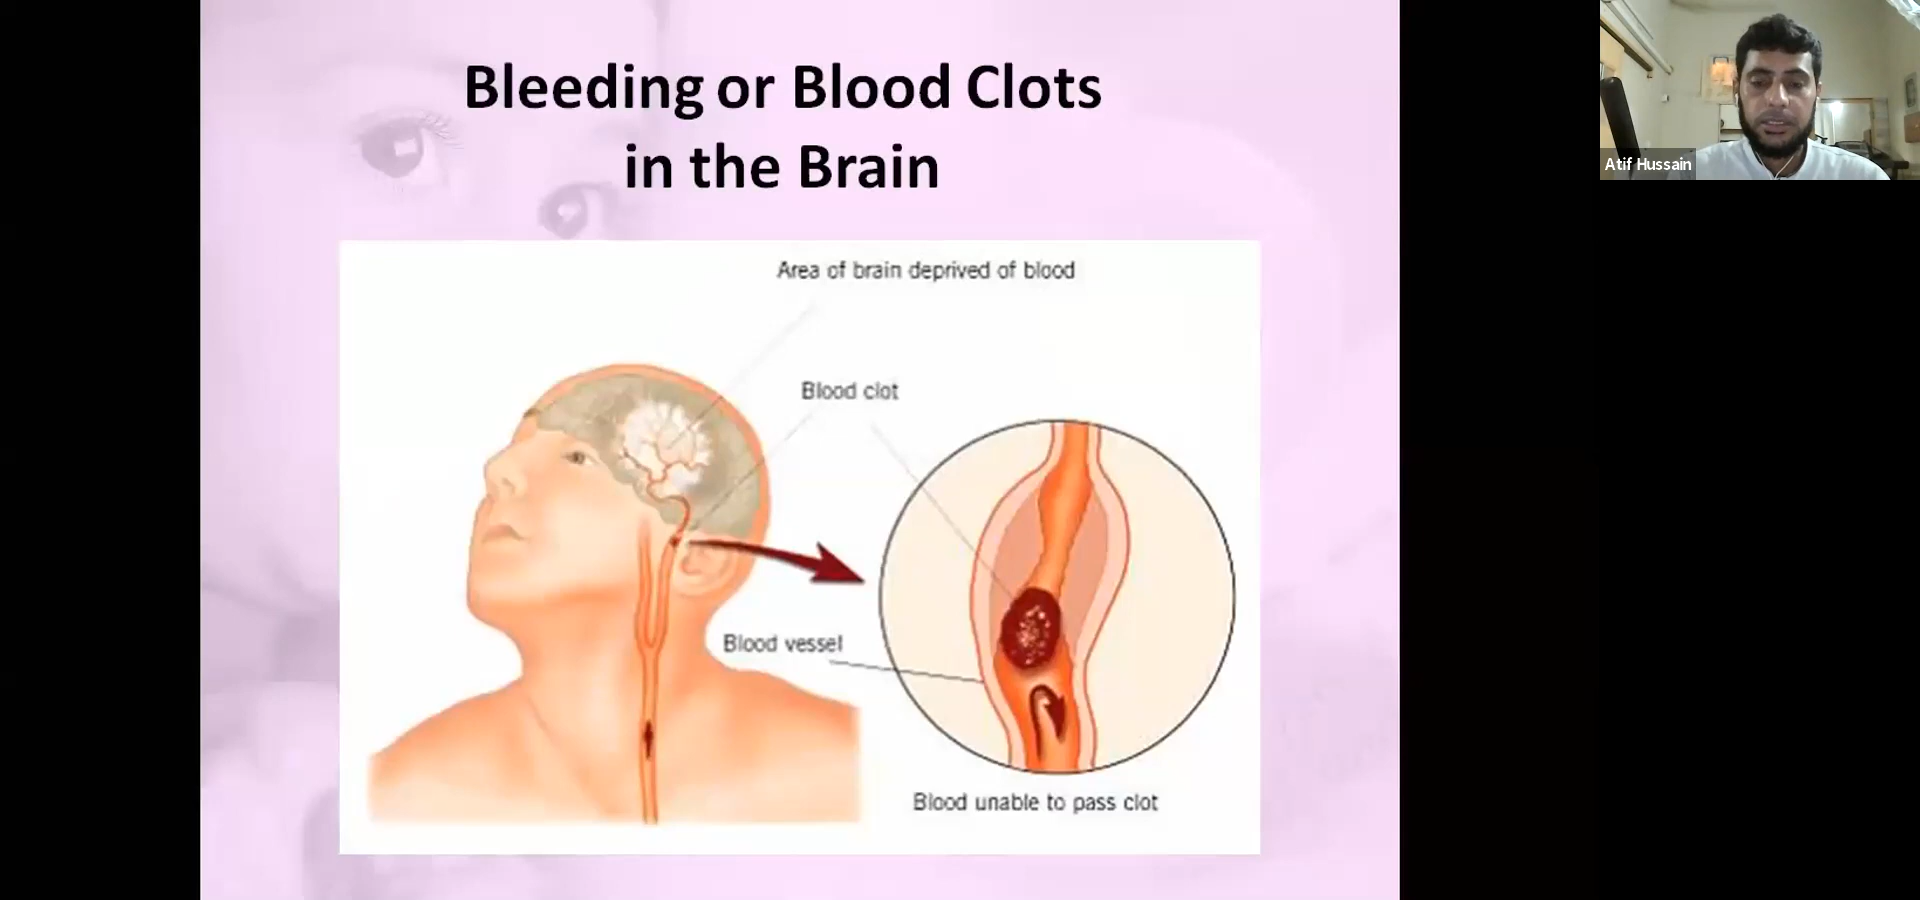 Bleeding or Blood Clots
in the Brain
Area of brain deprived of blood
Blood clot
Blood vessel
Blood unable to pass clot
Atif Hussain